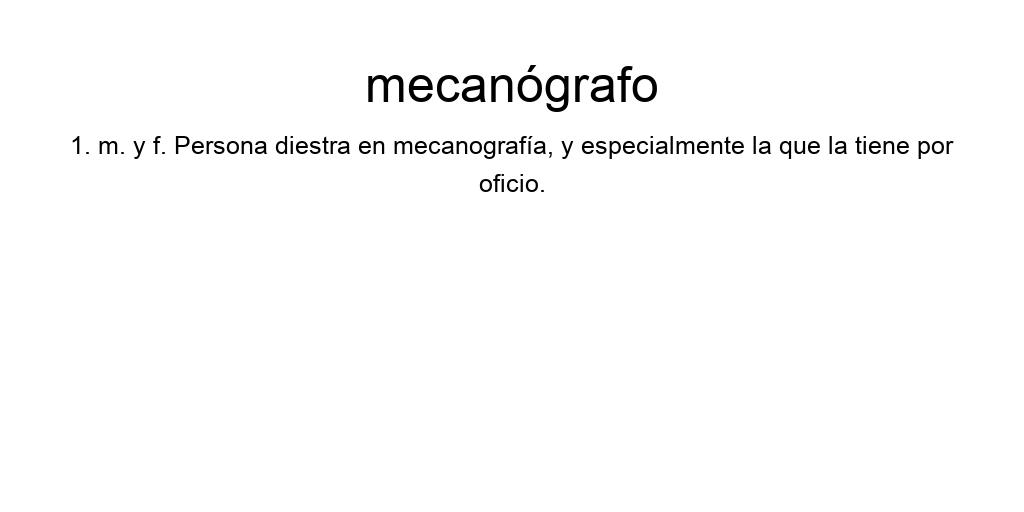 mecanógrafo
1. m. y f. Persona diestra en mecanografía, y especialmente la que la tiene por
oficio.